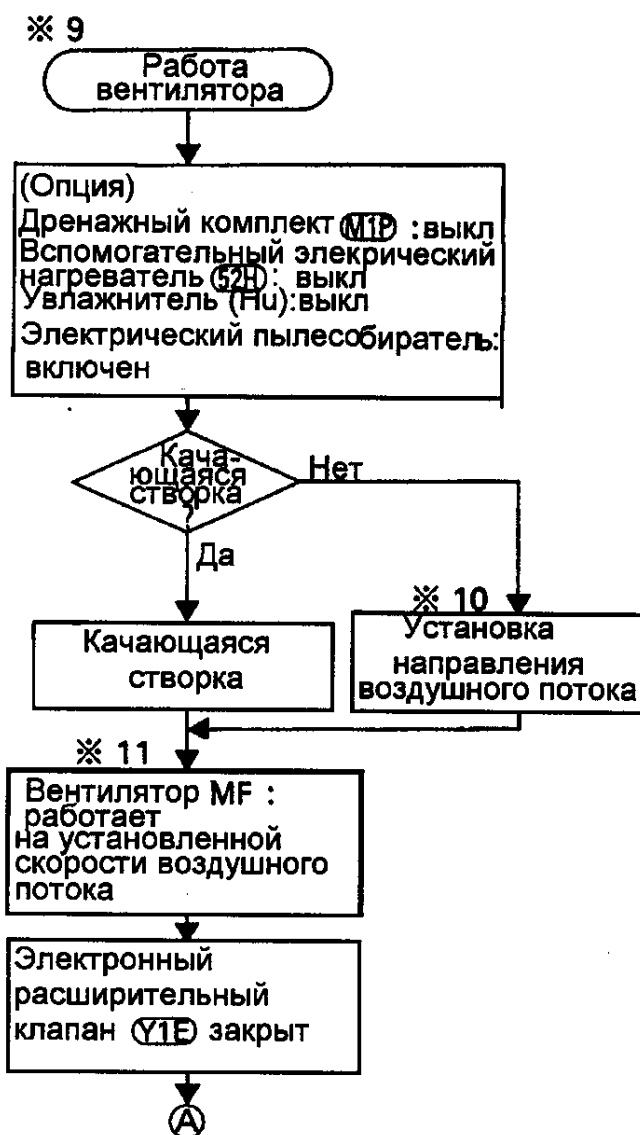 ※ 9
Работа
вентилятора
(Опция)
Дренажный комплект M1P :выкл
Вспомогательный элекрический
нагреватель 52H : выкл
Увлажнитель (Hu):выкл
Электрический пылесобиратель:
включен
Кача-
ющаяся
створка
?
Нет
Да
※ 10
Качающаяся
створка
Установка
направления
воздушного потока
※ 11
Вентилятор MF :
работает
на установленной
скорости воздушного
потока
Электронный
расширительный
клапан Y1E закрыт
A